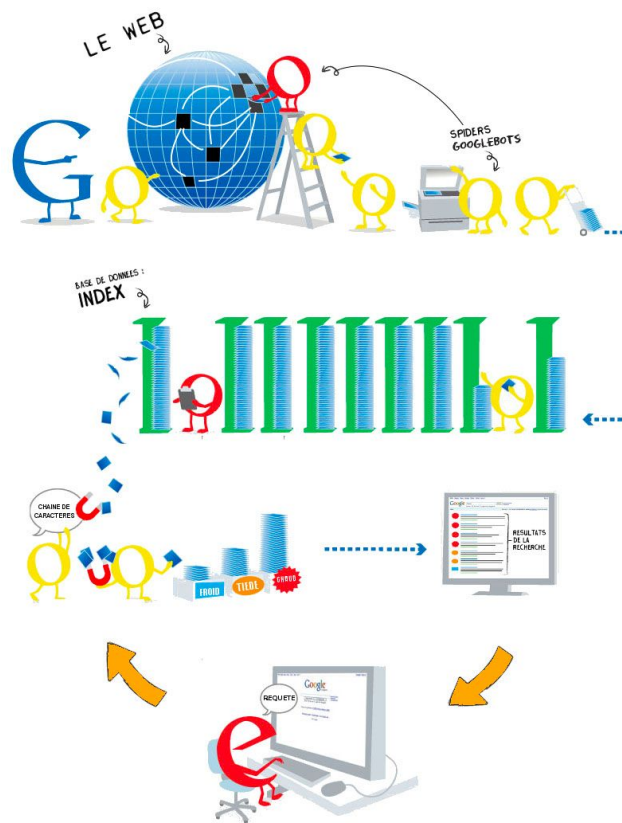 LE WEB
SPIDERS
GOOGLEBOTS
BASE DE DONNEES :
INDEX
CHAINE DE
CARACTERES
FROID
TIEDE
CHAUD
Google
RESULTATS
DE LA
RECHERCHE
Google
REQUETE